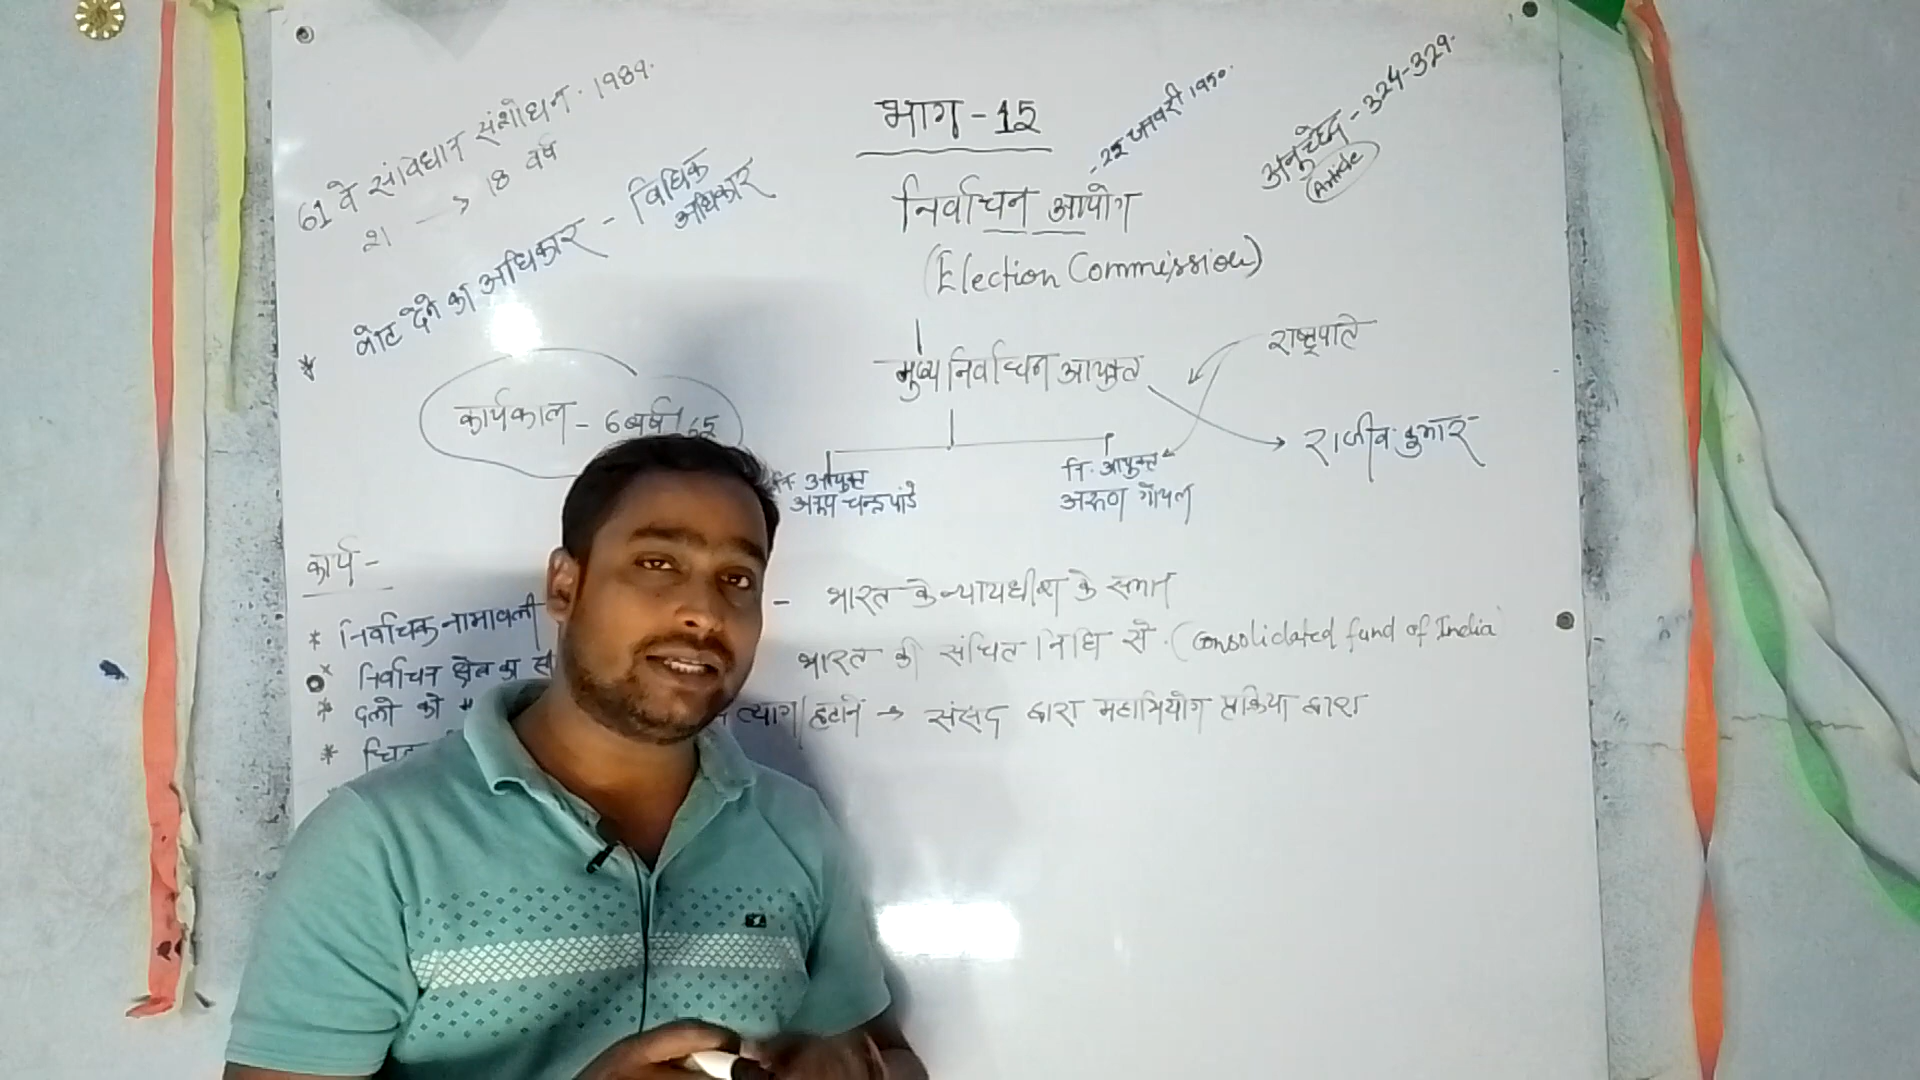 61 वे संविधान संशोधन. 1989.
21 → 18 वर्ष
* वोट देने का अधिकार - विधिक अधिकार
भाग - 15
- 25 जनवरी 1950.
अनुच्छेद - 324-329.
(Article)
निर्वाचन आयोग
(Election Commission)
मुख्य निर्वाचन आयुक्त
राष्ट्रपति
राजीव कुमार
कार्यकाल - 6 वर्ष / 65
नि. आयुक्त
अनूप चन्द्र पांडे
नि. आयुक्त
अरूण गोयल
कार्य -
* निर्वाचक नामावली
* निर्वाचन क्षेत्र का
* दलो को
*
- भारत के न्यायधीश के समान
भारत की संचित निधि से. (Consolidated fund of India
त्याग/हटाने → संसद द्वारा महाभियोग प्रक्रिया द्वारा